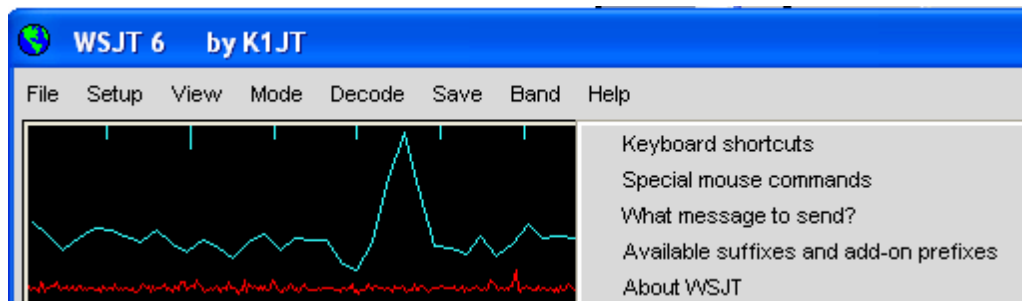 WSJT 6 by K1JT
File Setup View Mode Decode Save Band Help
Keyboard shortcuts
Special mouse commands
What message to send?
Available suffixes and add-on prefixes
About WSJT